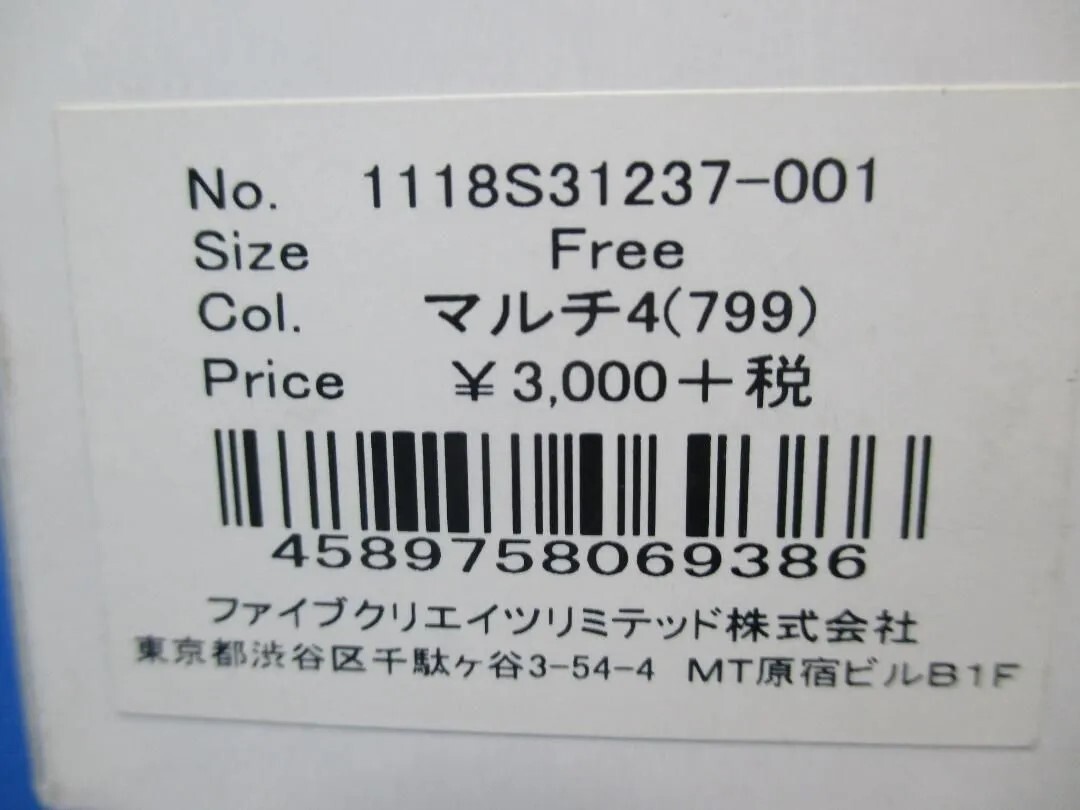 No. 1118S31237-001
Size Free
Col. マルチ4(799)
Price ¥3,000+税
4589758069386
ファイブクリエイツリミテッド株式会社
東京都渋谷区千駄ヶ谷3-54-4 MT原宿ビルB1F